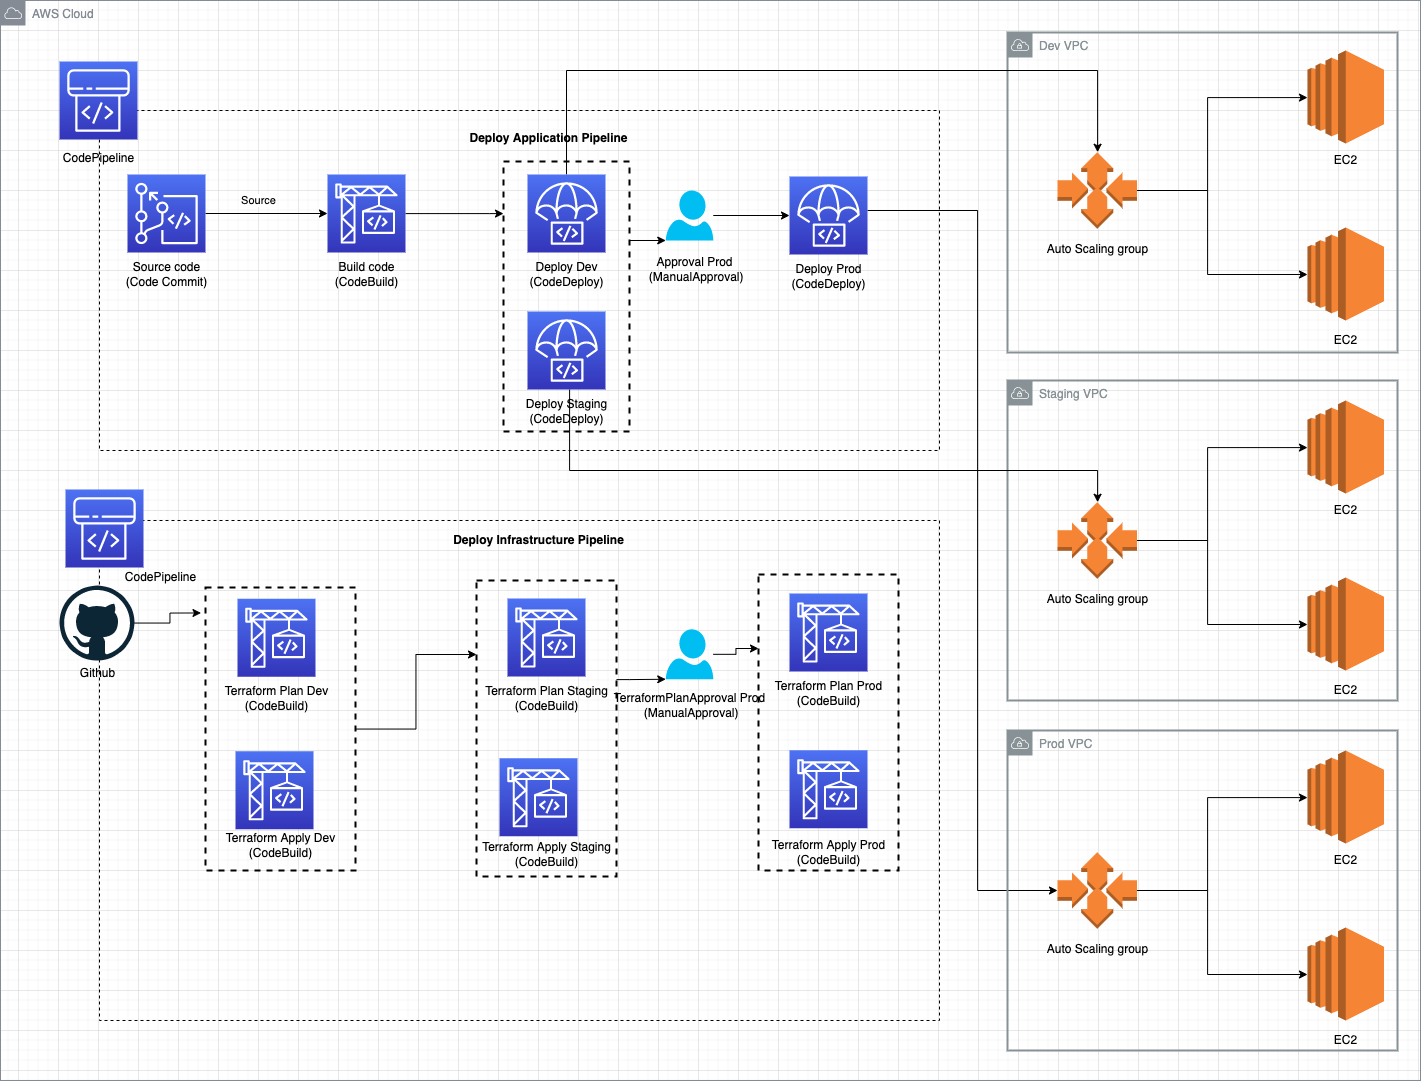 AWS Cloud
CodePipeline
Deploy Application Pipeline
Source code
(Code Commit)
Source
Build code
(CodeBuild)
Deploy Dev
(CodeDeploy)
Deploy Staging
(CodeDeploy)
Approval Prod
(ManualApproval)
Deploy Prod
(CodeDeploy)
Dev VPC
Auto Scaling group
EC2
EC2
Staging VPC
Auto Scaling group
EC2
EC2
Prod VPC
Auto Scaling group
EC2
EC2
CodePipeline
Deploy Infrastructure Pipeline
Github
Terraform Plan Dev
(CodeBuild)
Terraform Apply Dev
(CodeBuild)
Terraform Plan Staging
(CodeBuild)
Terraform Apply Staging
(CodeBuild)
TerraformPlanApproval Prod
(ManualApproval)
Terraform Plan Prod
(CodeBuild)
Terraform Apply Prod
(CodeBuild)